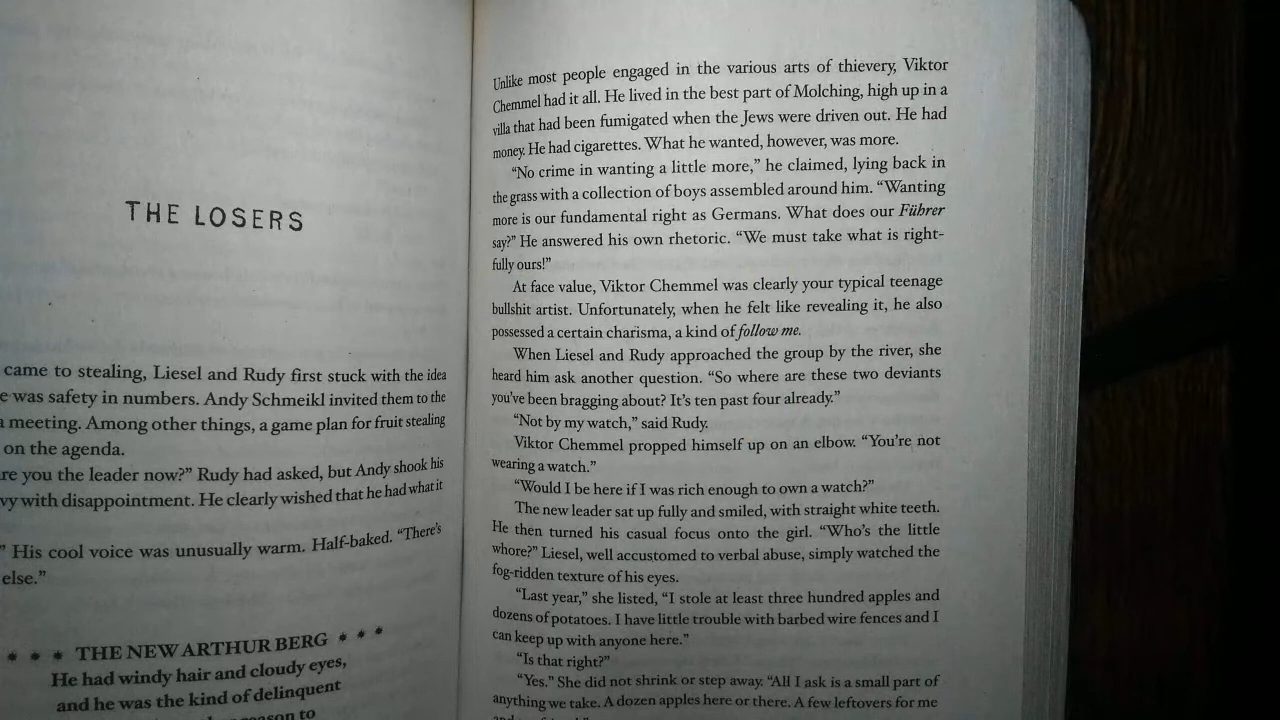 THE LOSERS
came to stealing, Liesel and Rudy first stuck with the idea
e was safety in numbers. Andy Schmeikl invited them to the
meeting. Among other things, a game plan for fruit stealing
on the agenda.
re you the leader now?” Rudy had asked, but Andy shook his
vy with disappointment. He clearly wished that he had what it
” His cool voice was unusually warm. Half-baked. “There’s
else.”
* * * THE NEW ARTHUR BERG * * *
He had windy hair and cloudy eyes,
and he was the kind of delinquent
to
Unlike most people engaged in the various arts of thievery, Viktor
Chemmel had it all. He lived in the best part of Molching, high up in a
villa that had been fumigated when the Jews were driven out. He had
money. He had cigarettes. What he wanted, however, was more.
“No crime in wanting a little more,” he claimed, lying back in
the grass with a collection of boys assembled around him. “Wanting
more is our fundamental right as Germans. What does our Führer
say?” He answered his own rhetoric. “We must take what is right-
fully ours!”
At face value, Viktor Chemmel was clearly your typical teenage
bullshit artist. Unfortunately, when he felt like revealing it, he also
possessed a certain charisma, a kind of follow me.
When Liesel and Rudy approached the group by the river, she
heard him ask another question. “So where are these two deviants
you’ve been bragging about? It’s ten past four already.”
“Not by my watch,” said Rudy.
Viktor Chemmel propped himself up on an elbow. “You’re not
wearing a watch.”
“Would I be here if I was rich enough to own a watch?”
The new leader sat up fully and smiled, with straight white teeth.
He then turned his casual focus onto the girl. “Who’s the little
whore?” Liesel, well accustomed to verbal abuse, simply watched the
fog-ridden texture of his eyes.
“Last year,” she listed, “I stole at least three hundred apples and
dozens of potatoes. I have little trouble with barbed wire fences and I
can keep up with anyone here.”
“Is that right?”
“Yes.” She did not shrink or step away. “All I ask is a small part of
anything we take. A dozen apples here or there. A few leftovers for me